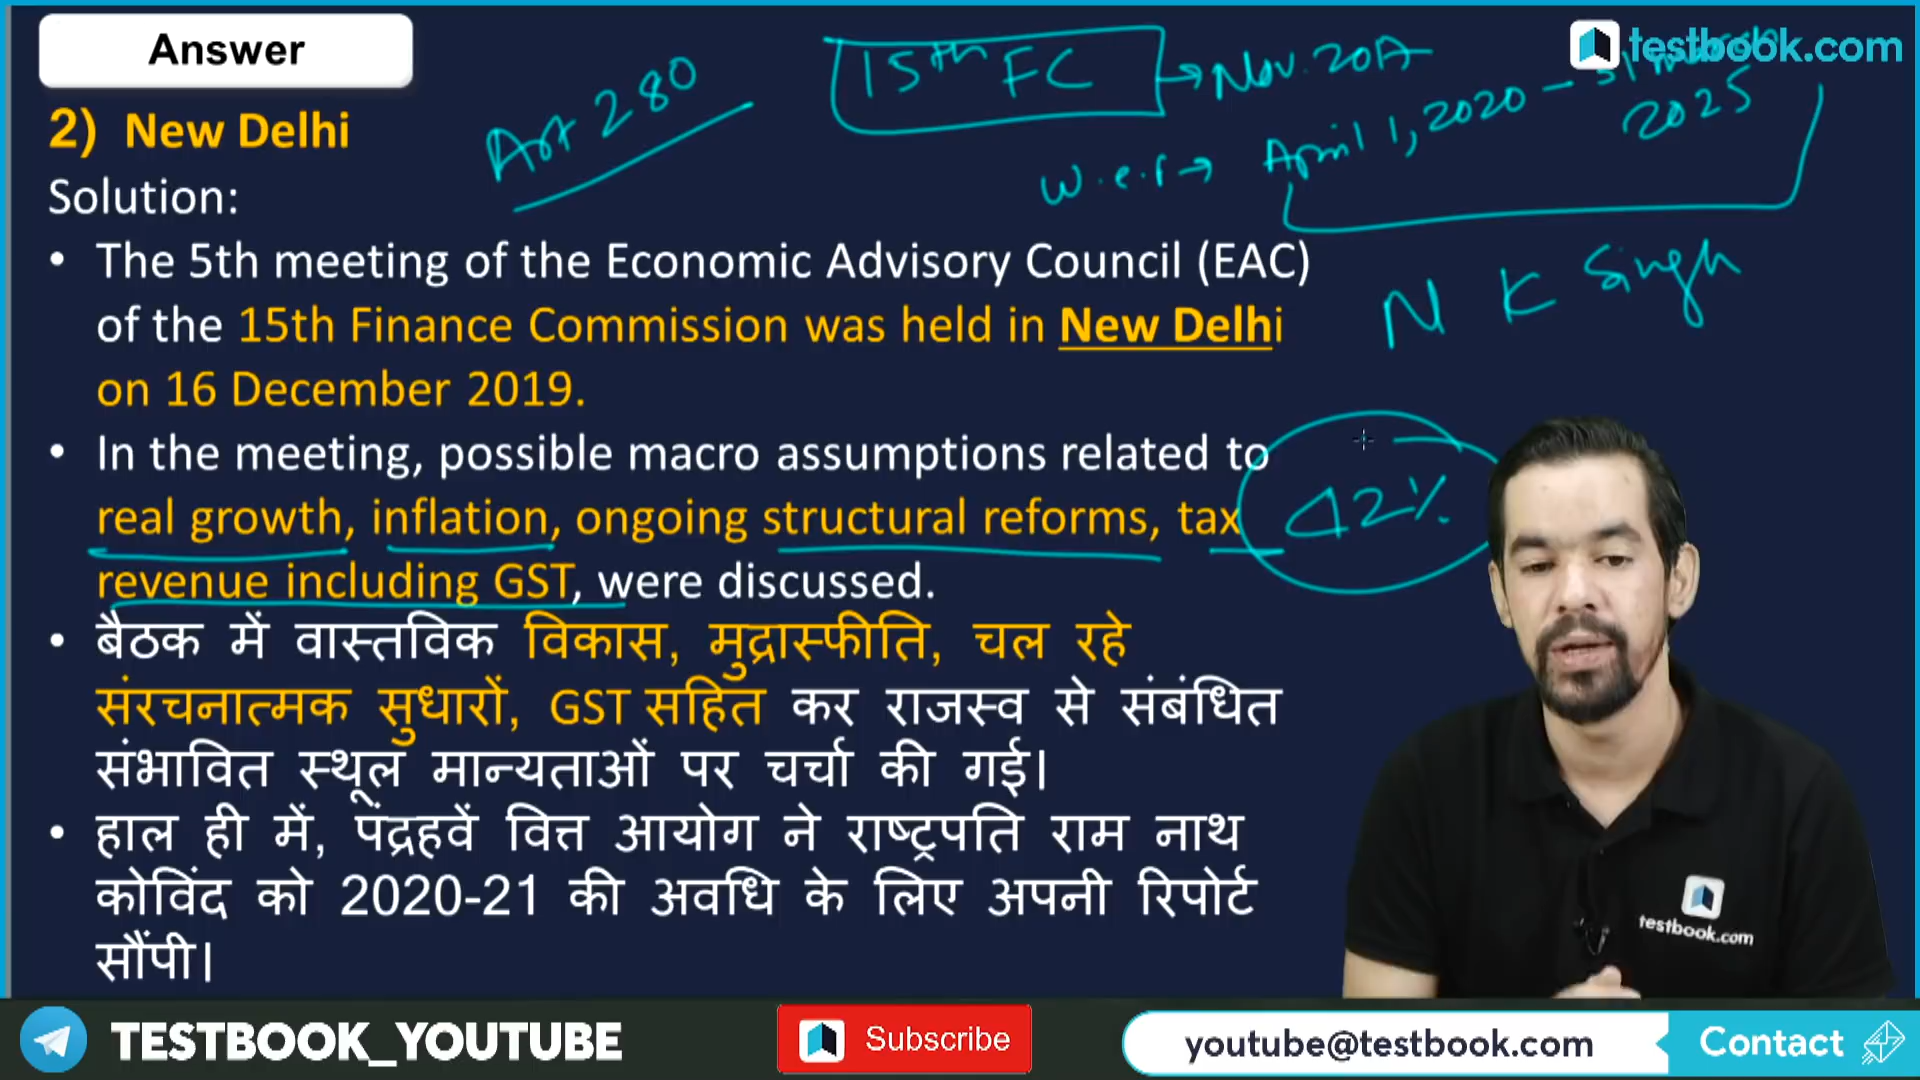 Answer
testbook.com
Art 280
15th FC → Nov. 2017
w.e.f → April 1, 2020 - 31 March
2025
2) New Delhi
Solution:
N K Singh
• The 5th meeting of the Economic Advisory Council (EAC)
of the 15th Finance Commission was held in New Delhi
on 16 December 2019.
• In the meeting, possible macro assumptions related to
real growth, inflation, ongoing structural reforms, tax
42%
revenue including GST, were discussed.
• बैठक में वास्तविक विकास, मुद्रास्फीति, चल रहे
संरचनात्मक सुधारों, GST सहित कर राजस्व से संबंधित
संभावित स्थूल मान्यताओं पर चर्चा की गई।
• हाल ही में, पंद्रहवें वित्त आयोग ने राष्ट्रपति राम नाथ
कोविंद को 2020-21 की अवधि के लिए अपनी रिपोर्ट
सौंपी।
testbook.com
TESTBOOK_YOUTUBE
Subscribe
youtube@testbook.com
Contact